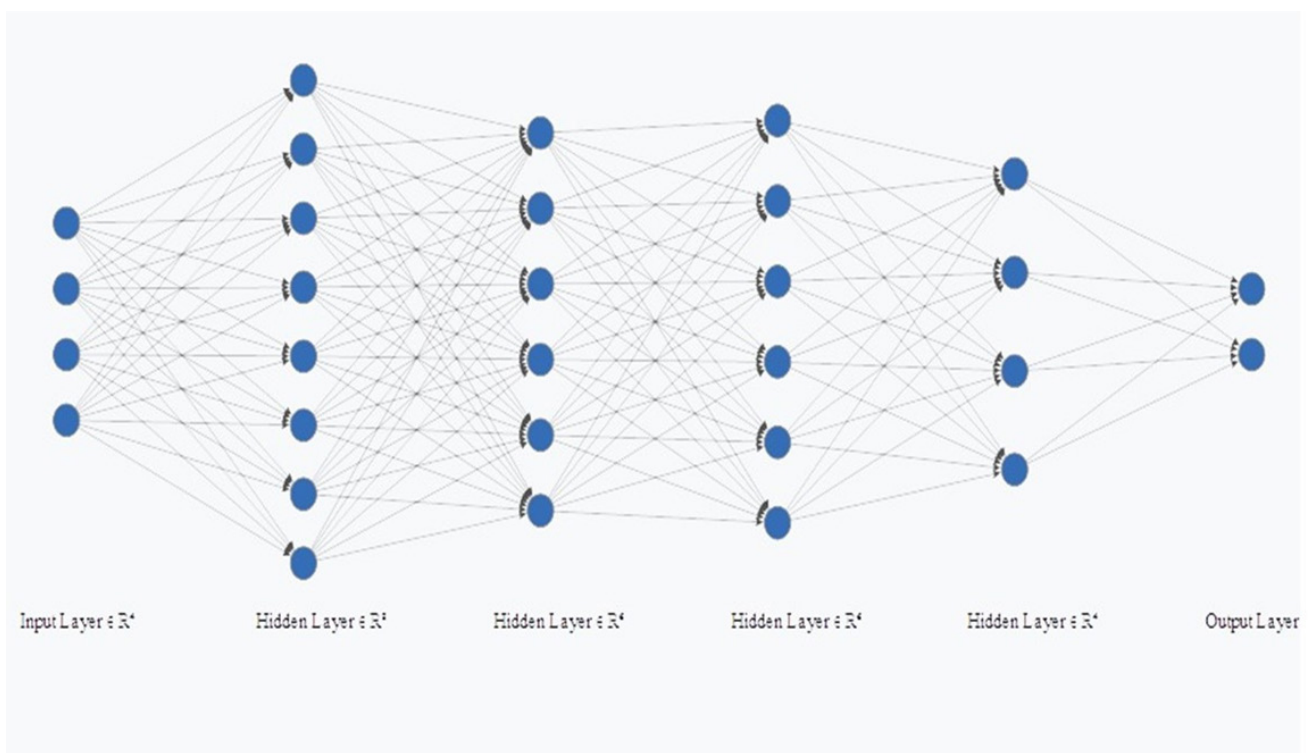 Input Layer ∈ ℝ⁴
Hidden Layer ∈ ℝ⁸
Hidden Layer ∈ ℝ⁶
Hidden Layer ∈ ℝ⁶
Hidden Layer ∈ ℝ⁴
Output Layer